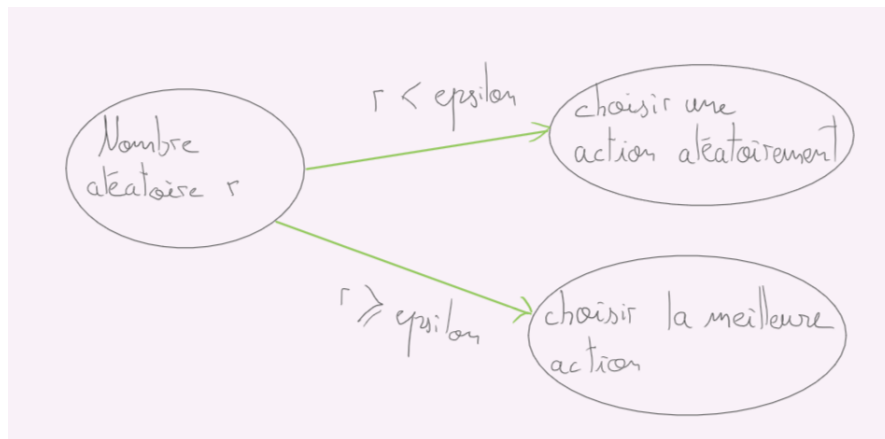 Nombre
aléatoire r
r < epsilon
choisir une
action aléatoirement
r ⩾ epsilon
choisir la meilleure
action